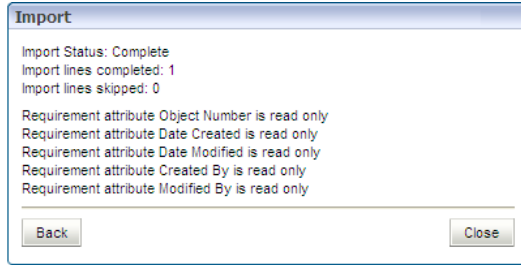 Import
Import Status: Complete
Import lines completed: 1
Import lines skipped: 0
Requirement attribute Object Number is read only
Requirement attribute Date Created is read only
Requirement attribute Date Modified is read only
Requirement attribute Created By is read only
Requirement attribute Modified By is read only
Back
Close